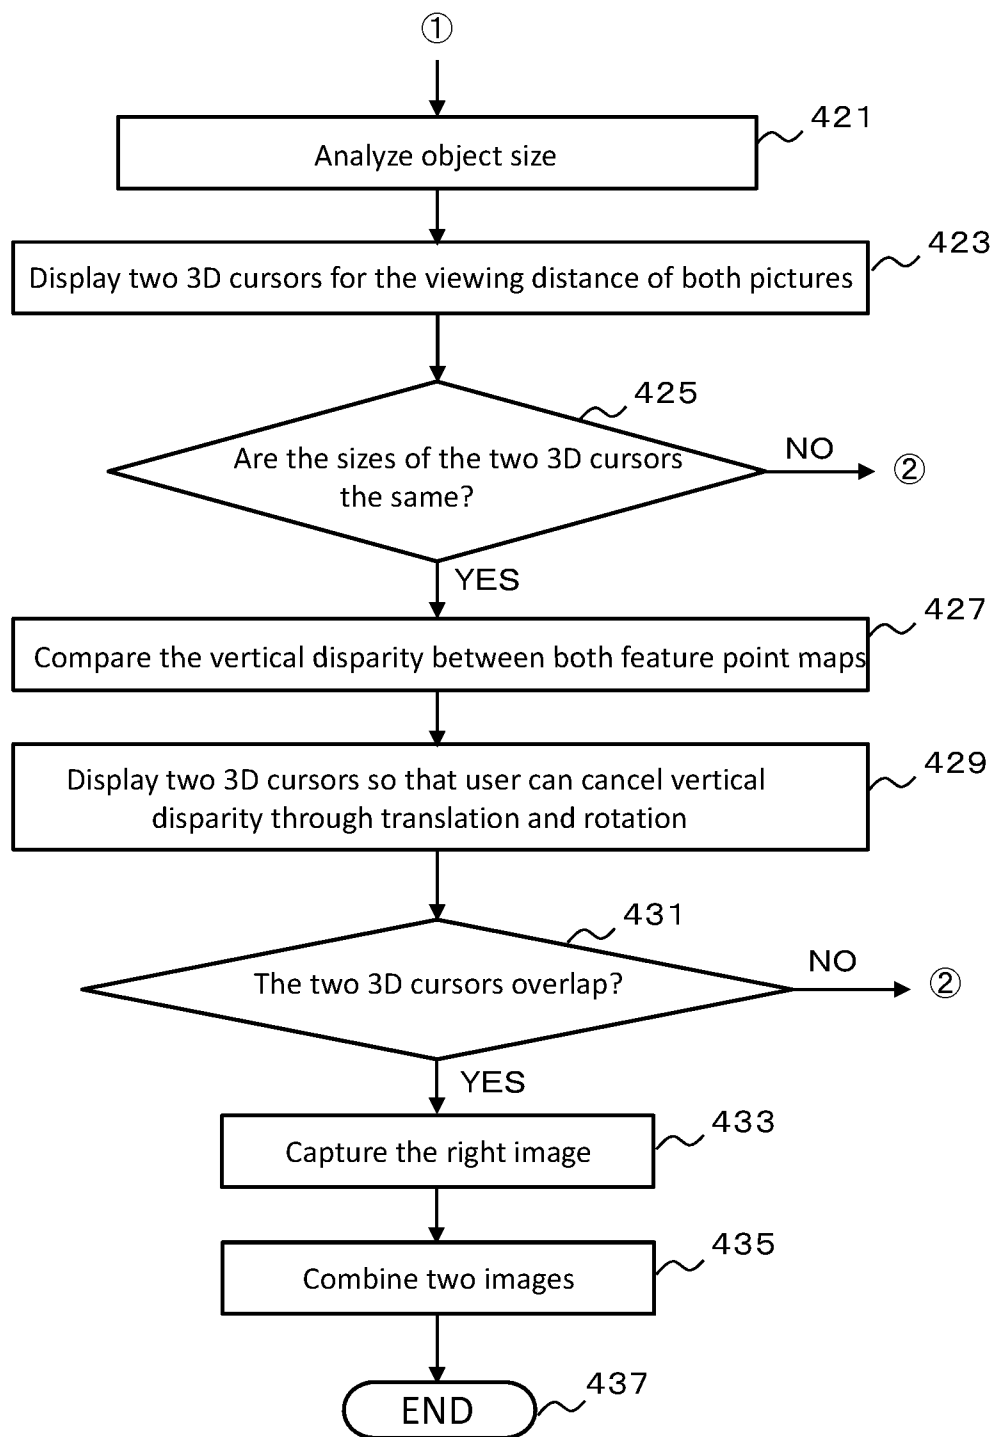 ①
421
Analyze object size
423
Display two 3D cursors for the viewing distance of both pictures
425
Are the sizes of the two 3D cursors
the same?
NO
②
YES
427
Compare the vertical disparity between both feature point maps
429
Display two 3D cursors so that user can cancel vertical
disparity through translation and rotation
431
The two 3D cursors overlap?
NO
②
YES
433
Capture the right image
435
Combine two images
437
END